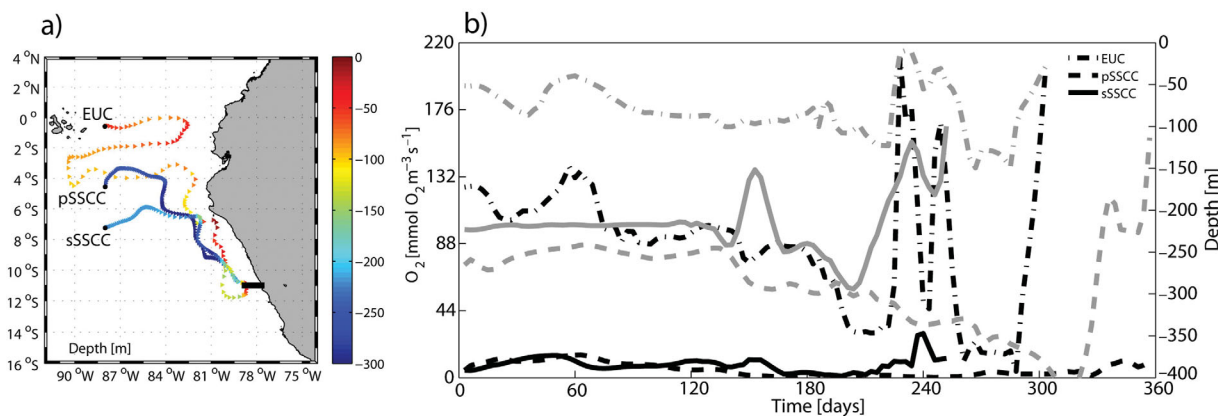 a)
4°N
2°N
0°
2°S
4°S
6°S
8°S
10°S
12°S
14°S
16°S
90°W 87°W 84°W 81°W 78°W 75°W
EUC
pSSCC
sSSCC
Depth [m]
0
−50
−100
−150
−200
−250
−300
b)
220
176
132
88
44
0
O2 [mmol O2 m−3 s−1]
0 60 120 180 240 300 360
Time [days]
0
−50
−100
−150
−200
−250
−300
−350
−400
Depth [m]
EUC
pSSCC
sSSCC